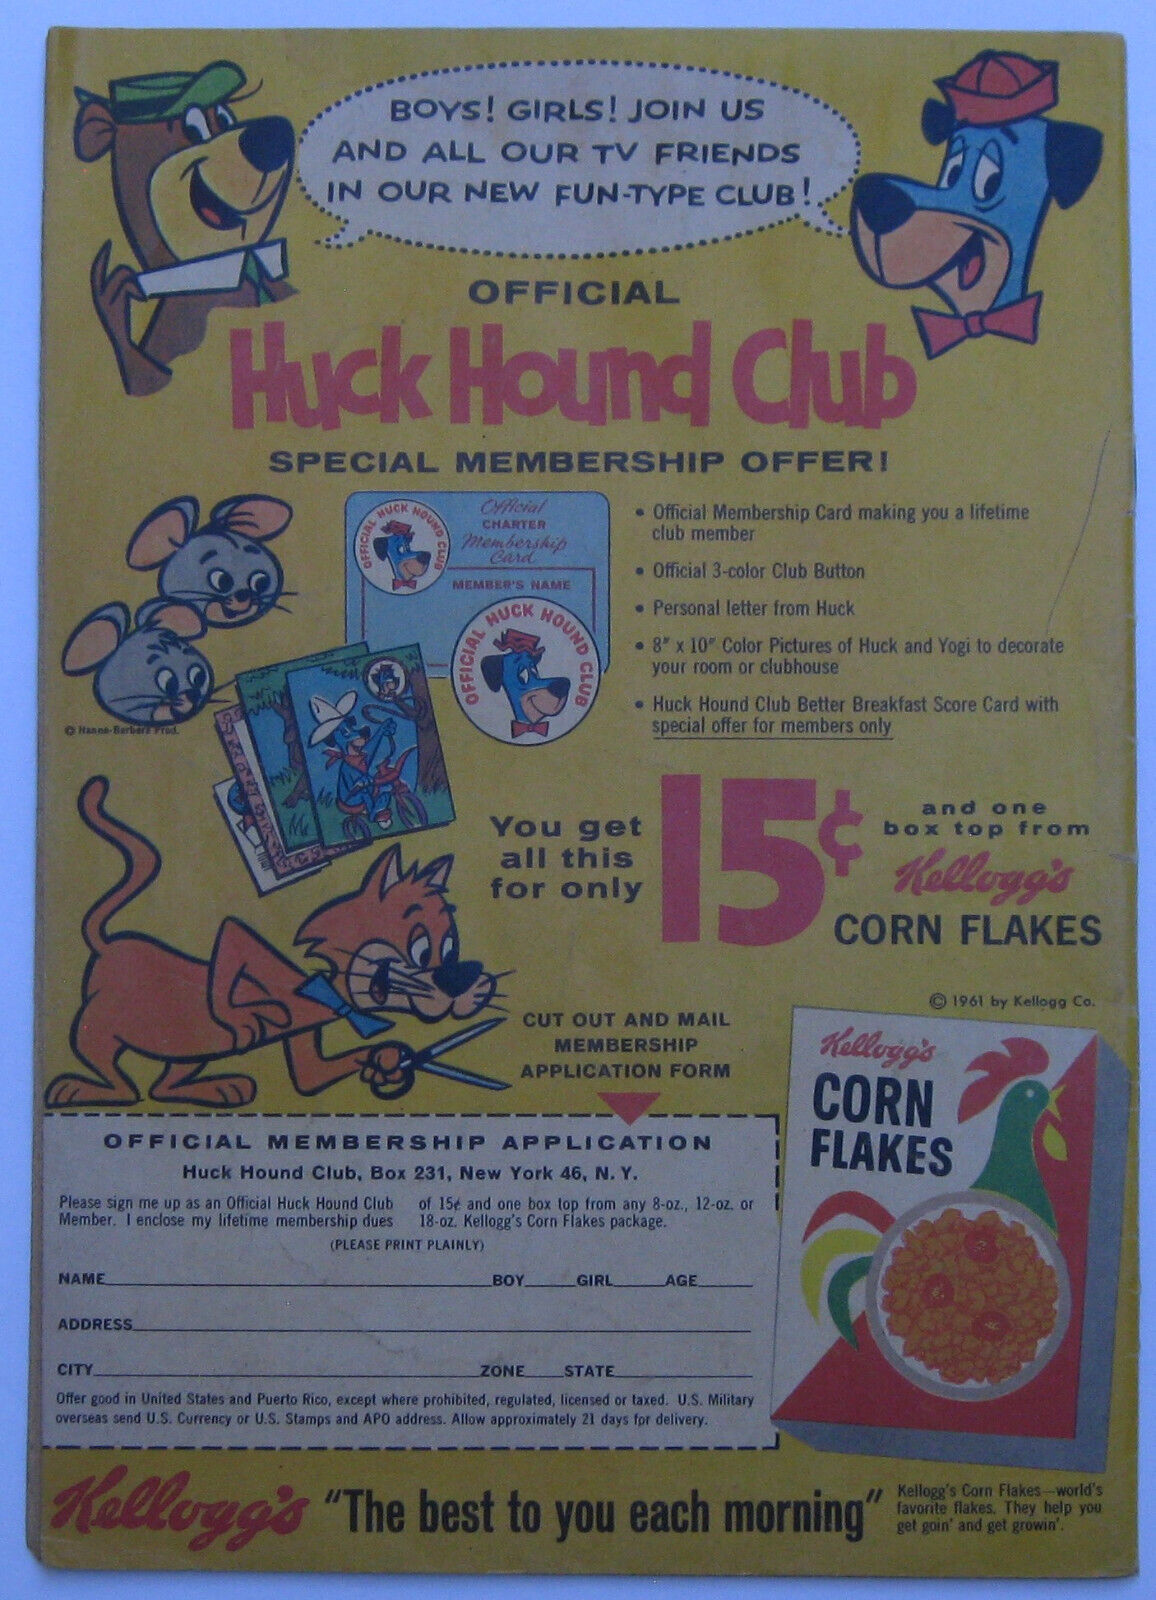 BOYS! GIRLS! JOIN US
AND ALL OUR TV FRIENDS
IN OUR NEW FUN-TYPE CLUB!
OFFICIAL
Huck Hound Club
SPECIAL MEMBERSHIP OFFER!
OFFICIAL HUCK HOUND CLUB
Official
CHARTER
Membership
Card
MEMBER'S NAME
OFFICIAL HUCK HOUND CLUB
• Official Membership Card making you a lifetime
club member
• Official 3-color Club Button
• Personal letter from Huck
• 8" x 10" Color Pictures of Huck and Yogi to decorate
your room or clubhouse
• Huck Hound Club Better Breakfast Score Card with
special offer for members only
© Hanna-Barbera Prod.
You get
all this
for only
15¢
and one
box top from
Kellogg's
CORN FLAKES
© 1961 by Kellogg Co.
CUT OUT AND MAIL
MEMBERSHIP
APPLICATION FORM
Kellogg's
CORN
FLAKES
OFFICIAL MEMBERSHIP APPLICATION
Huck Hound Club, Box 231, New York 46, N. Y.
Please sign me up as an Official Huck Hound Club
Member. I enclose my lifetime membership dues
of 15¢ and one box top from any 8-oz., 12-oz. or
18-oz. Kellogg's Corn Flakes package.
(PLEASE PRINT PLAINLY)
NAME BOY GIRL AGE
ADDRESS
CITY ZONE STATE
Offer good in United States and Puerto Rico, except where prohibited, regulated, licensed or taxed. U.S. Military
overseas send U.S. Currency or U.S. Stamps and APO address. Allow approximately 21 days for delivery.
Kellogg's "The best to you each morning"
Kellogg's Corn Flakes—world's
favorite flakes. They help you
get goin' and get growin'.